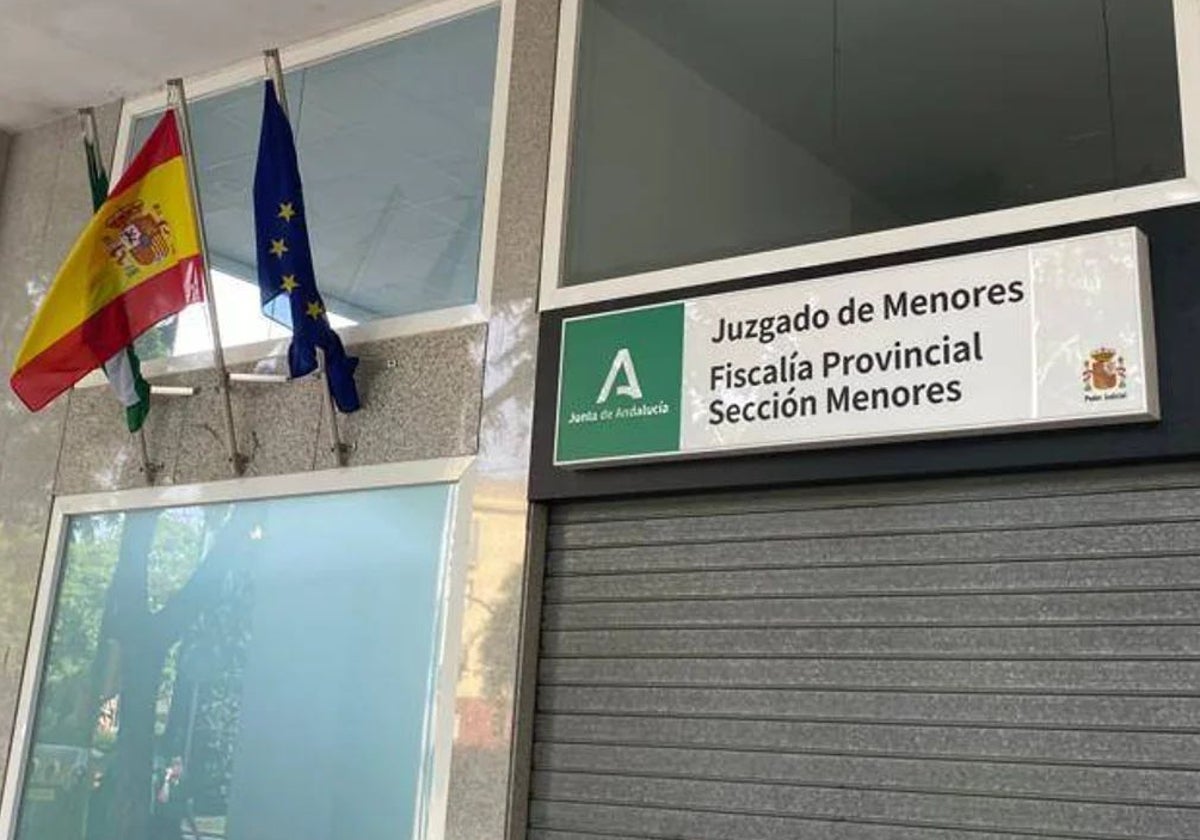 Juzgado de Menores
Fiscalía Provincial
Sección Menores
A
Junta de Andalucía
Poder Judicial